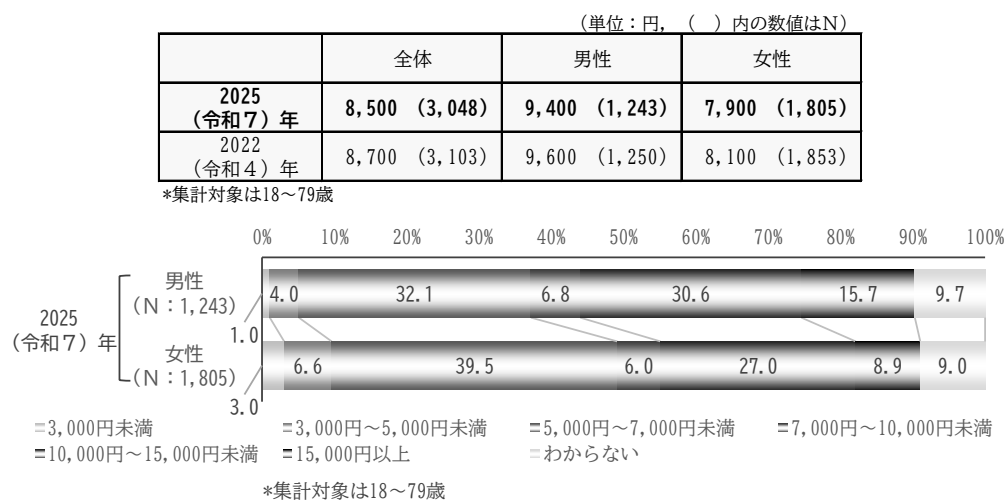 (単位:円, ( )内の数値はN)
全体 男性 女性
2025
(令和7)年 8,500 (3,048) 9,400 (1,243) 7,900 (1,805)
2022
(令和4)年 8,700 (3,103) 9,600 (1,250) 8,100 (1,853)
*集計対象は18~79歳
0% 10% 20% 30% 40% 50% 60% 70% 80% 90% 100%
2025
(令和7)年
男性
(N:1,243)
1.0 4.0 32.1 6.8 30.6 15.7 9.7
女性
(N:1,805)
3.0 6.6 39.5 6.0 27.0 8.9 9.0
3,000円未満 3,000円~5,000円未満 5,000円~7,000円未満 7,000円~10,000円未満
10,000円~15,000円未満 15,000円以上 わからない
*集計対象は18~79歳